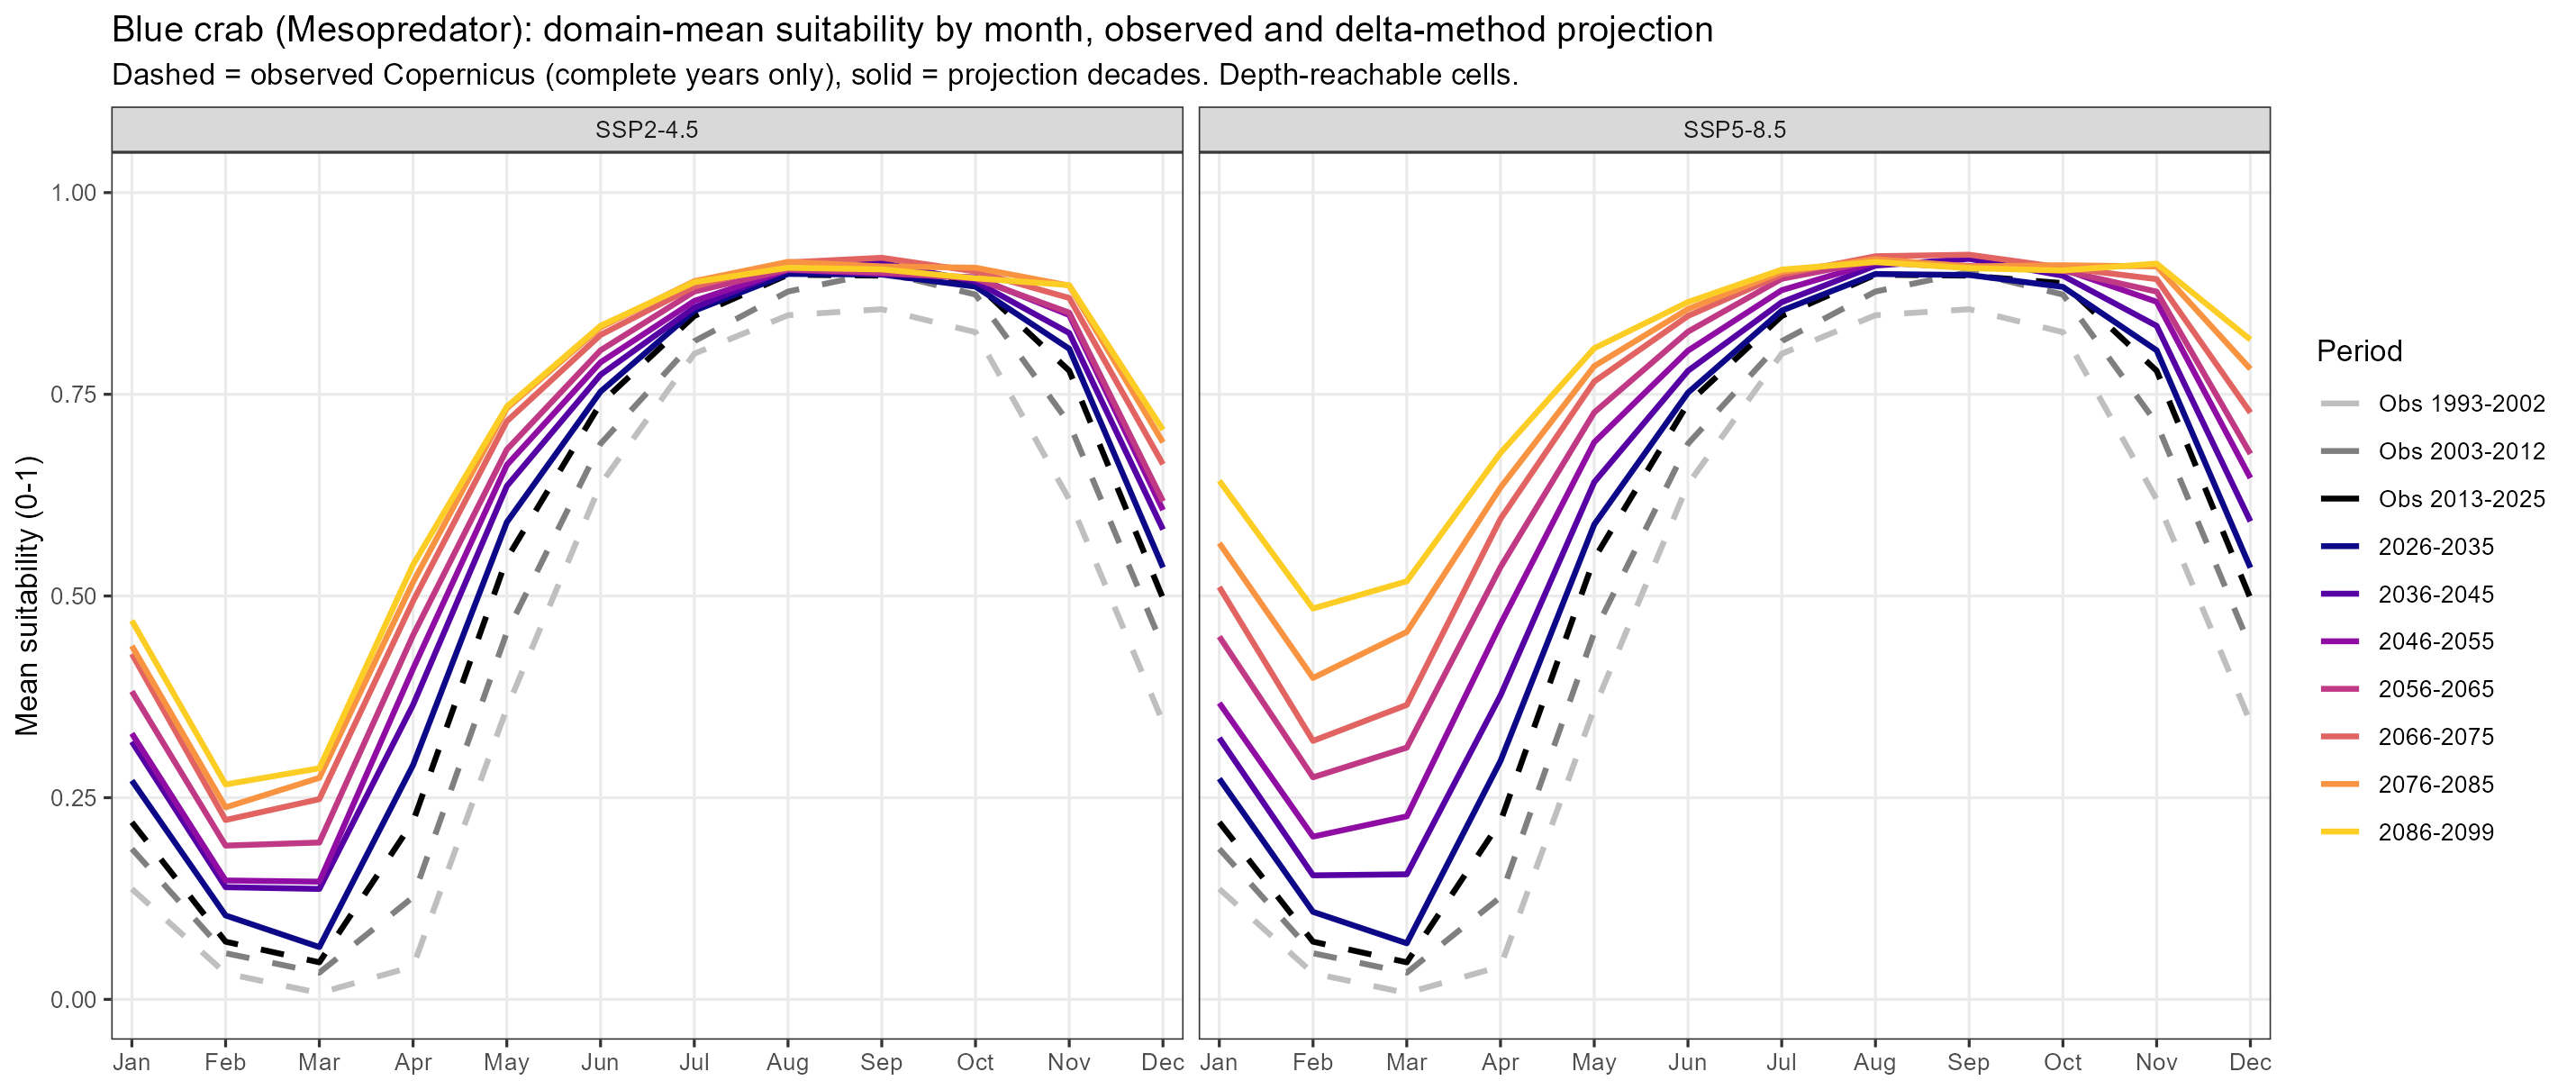 Blue crab (Mesopredator): domain-mean suitability by month, observed and delta-method projection
Dashed = observed Copernicus (complete years only), solid = projection decades. Depth-reachable cells.
SSP2-4.5
SSP5-8.5
Mean suitability (0-1)
1.00
0.75
0.50
0.25
0.00
Jan Feb Mar Apr May Jun Jul Aug Sep Oct Nov Dec
Jan Feb Mar Apr May Jun Jul Aug Sep Oct Nov Dec
Period
Obs 1993-2002
Obs 2003-2012
Obs 2013-2025
2026-2035
2036-2045
2046-2055
2056-2065
2066-2075
2076-2085
2086-2099